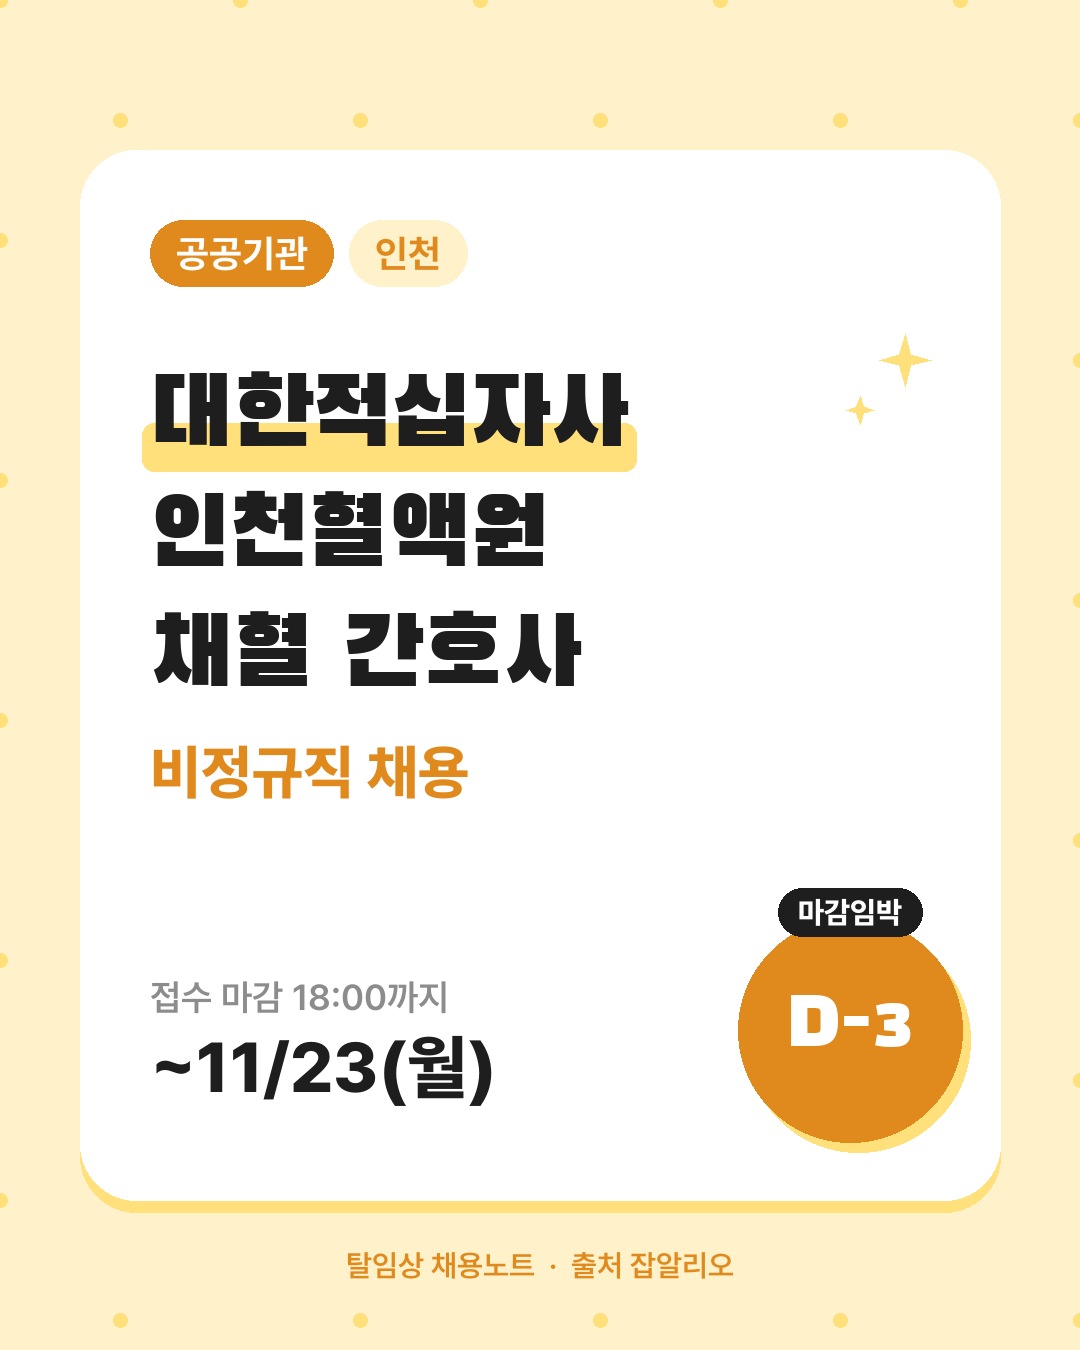 공공기관 인천
대한적십자사
인천혈액원
채혈 간호사
비정규직 채용
마감임박
D-3
접수 마감 18:00까지
~11/23(월)
탈임상 채용노트 · 출처 잡알리오